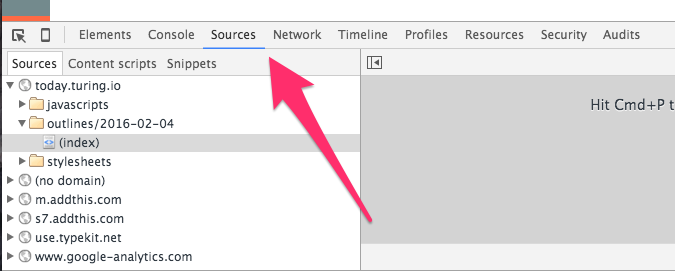 Elements Console Sources Network Timeline Profiles Resources Security Audits
Sources Content scripts Snippets
today.turing.io
javascripts
Hit Cmd+P t
outlines/2016-02-04
(index)
stylesheets
(no domain)
m.addthis.com
s7.addthis.com
use.typekit.net
www.google-analytics.com